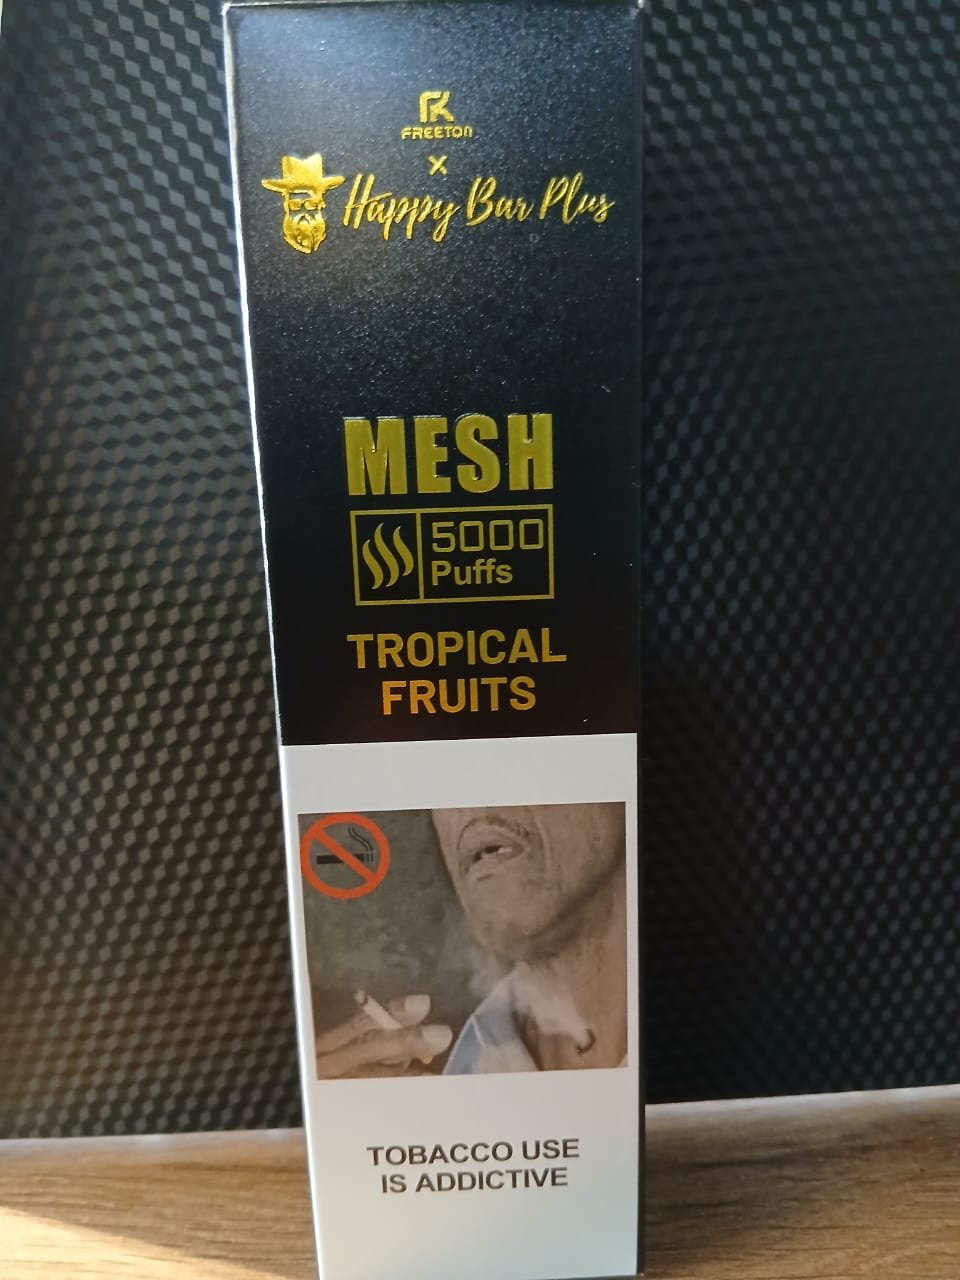 FREETON
X
Happy Bar Plus
MESH
5000
Puffs
TROPICAL
FRUITS
TOBACCO USE
IS ADDICTIVE